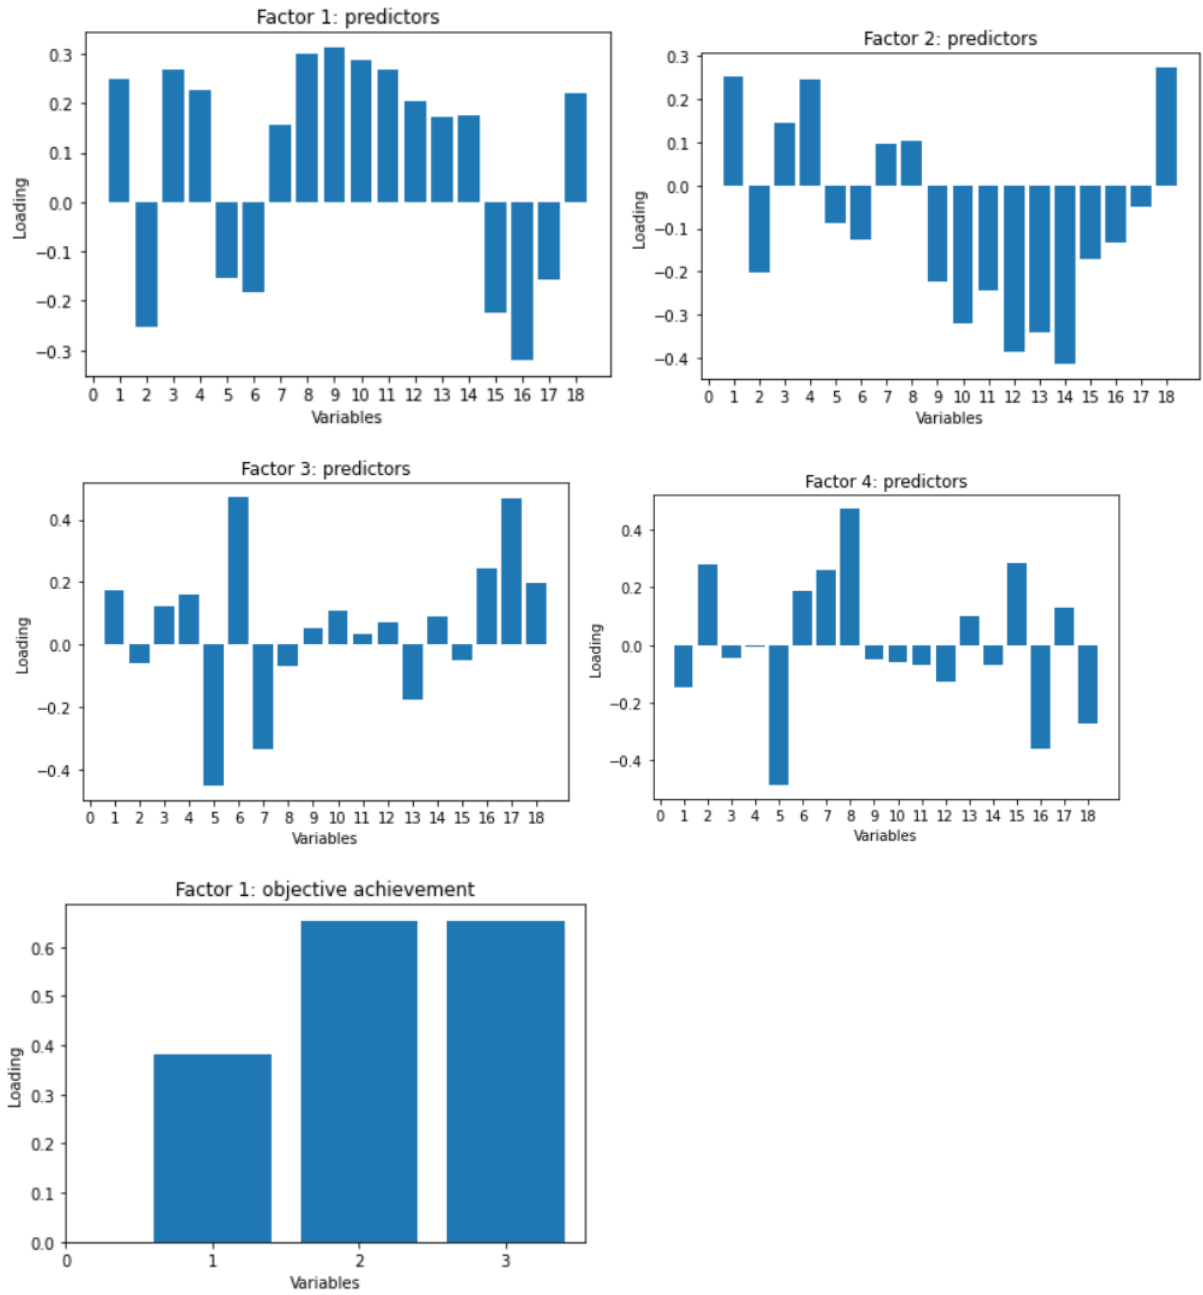 Factor 1: predictors
0.3
0.2
0.1
0.0
−0.1
−0.2
−0.3
Loading
0 1 2 3 4 5 6 7 8 9 10 11 12 13 14 15 16 17 18
Variables
Factor 2: predictors
0.3
0.2
0.1
0.0
−0.1
−0.2
−0.3
−0.4
Loading
0 1 2 3 4 5 6 7 8 9 10 11 12 13 14 15 16 17 18
Variables
Factor 3: predictors
0.4
0.2
0.0
−0.2
−0.4
Loading
0 1 2 3 4 5 6 7 8 9 10 11 12 13 14 15 16 17 18
Variables
Factor 4: predictors
0.4
0.2
0.0
−0.2
−0.4
Loading
0 1 2 3 4 5 6 7 8 9 10 11 12 13 14 15 16 17 18
Variables
Factor 1: objective achievement
0.6
0.5
0.4
0.3
0.2
0.1
0.0
Loading
0 1 2 3
Variables